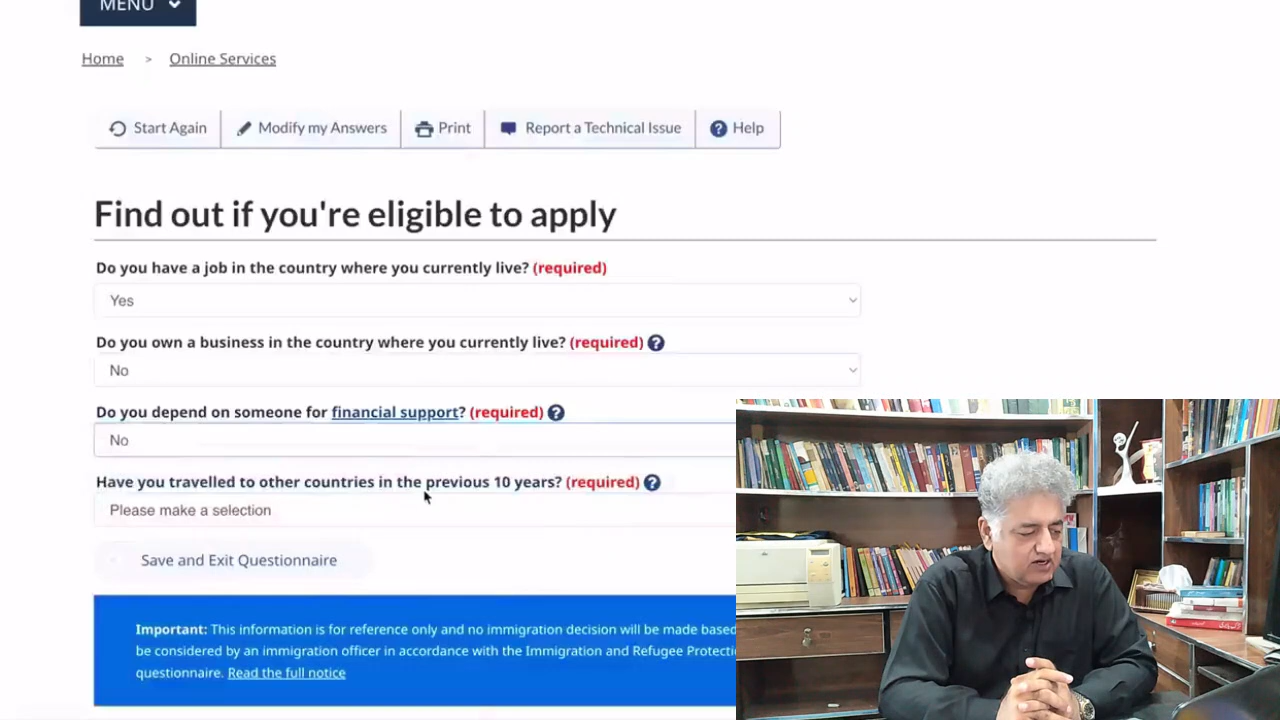 MENU
Home > Online Services
Start Again
Modify my Answers
Print
Report a Technical Issue
Help
Find out if you're eligible to apply
Do you have a job in the country where you currently live? (required)
Yes
Do you own a business in the country where you currently live? (required)
No
Do you depend on someone for financial support? (required)
No
Have you travelled to other countries in the previous 10 years? (required)
Please make a selection
Save and Exit Questionnaire
Important: This information is for reference only and no immigration decision will be made based
be considered by an immigration officer in accordance with the Immigration and Refugee Protecti
questionnaire. Read the full notice